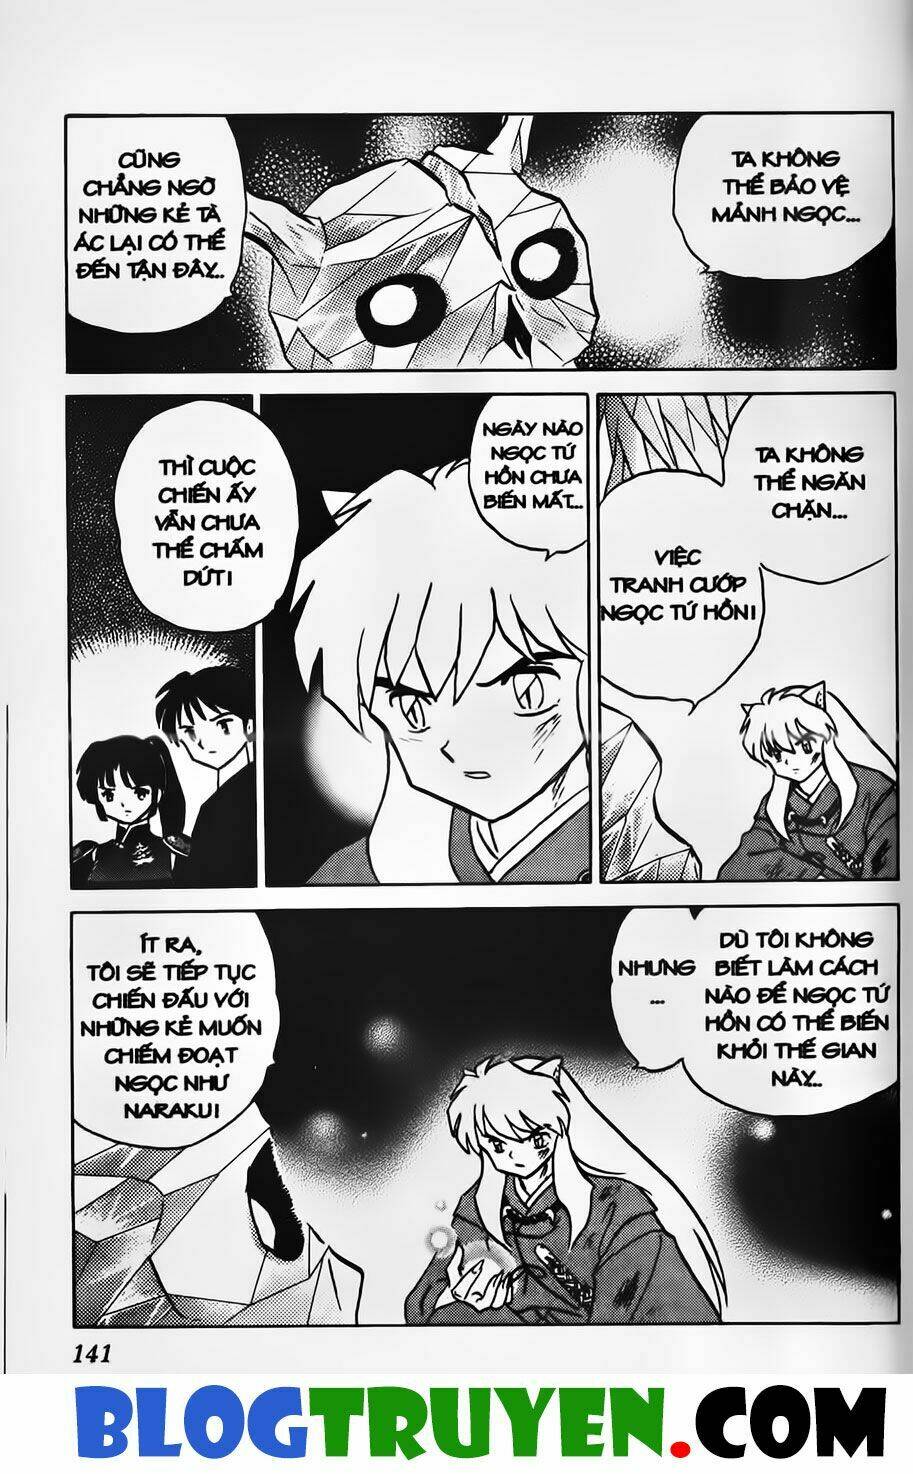 TA KHÔNG
THỂ BẢO VỆ
MẢNH NGỌC...
CŨNG
CHẲNG NGỜ
NHỮNG KẺ TÀ
ÁC LẠI CÓ THỂ
ĐẾN TẬN ĐÂY...
TA KHÔNG
THỂ NGĂN
CHẶN...
VIỆC
TRANH CƯỚP
NGỌC TỨ HỒN!
NGÀY NÀO
NGỌC TỨ
HỒN CHƯA
BIẾN MẤT...
THÌ CUỘC
CHIẾN ẤY
VẪN CHƯA
THỂ CHẤM
DỨT!
DÙ TÔI KHÔNG
BIẾT LÀM CÁCH
NÀO ĐỂ NGỌC TỨ
HỒN CÓ THỂ BIẾN
KHỎI THẾ GIAN
NÀY...
NHƯNG
...
ÍT RA,
TÔI SẼ TIẾP TỤC
CHIẾN ĐẤU VỚI
NHỮNG KẺ MUỐN
CHIẾM ĐOẠT
NGỌC NHƯ
NARAKU!
141
BLOGTRUYEN.COM